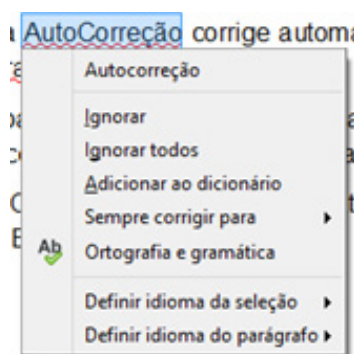 AutoCorreção corrige autom
Autocorreção
Ignorar
Ignorar todos
Adicionar ao dicionário
Sempre corrigir para
Ortografia e gramática
Definir idioma da seleção
Definir idioma do parágrafo